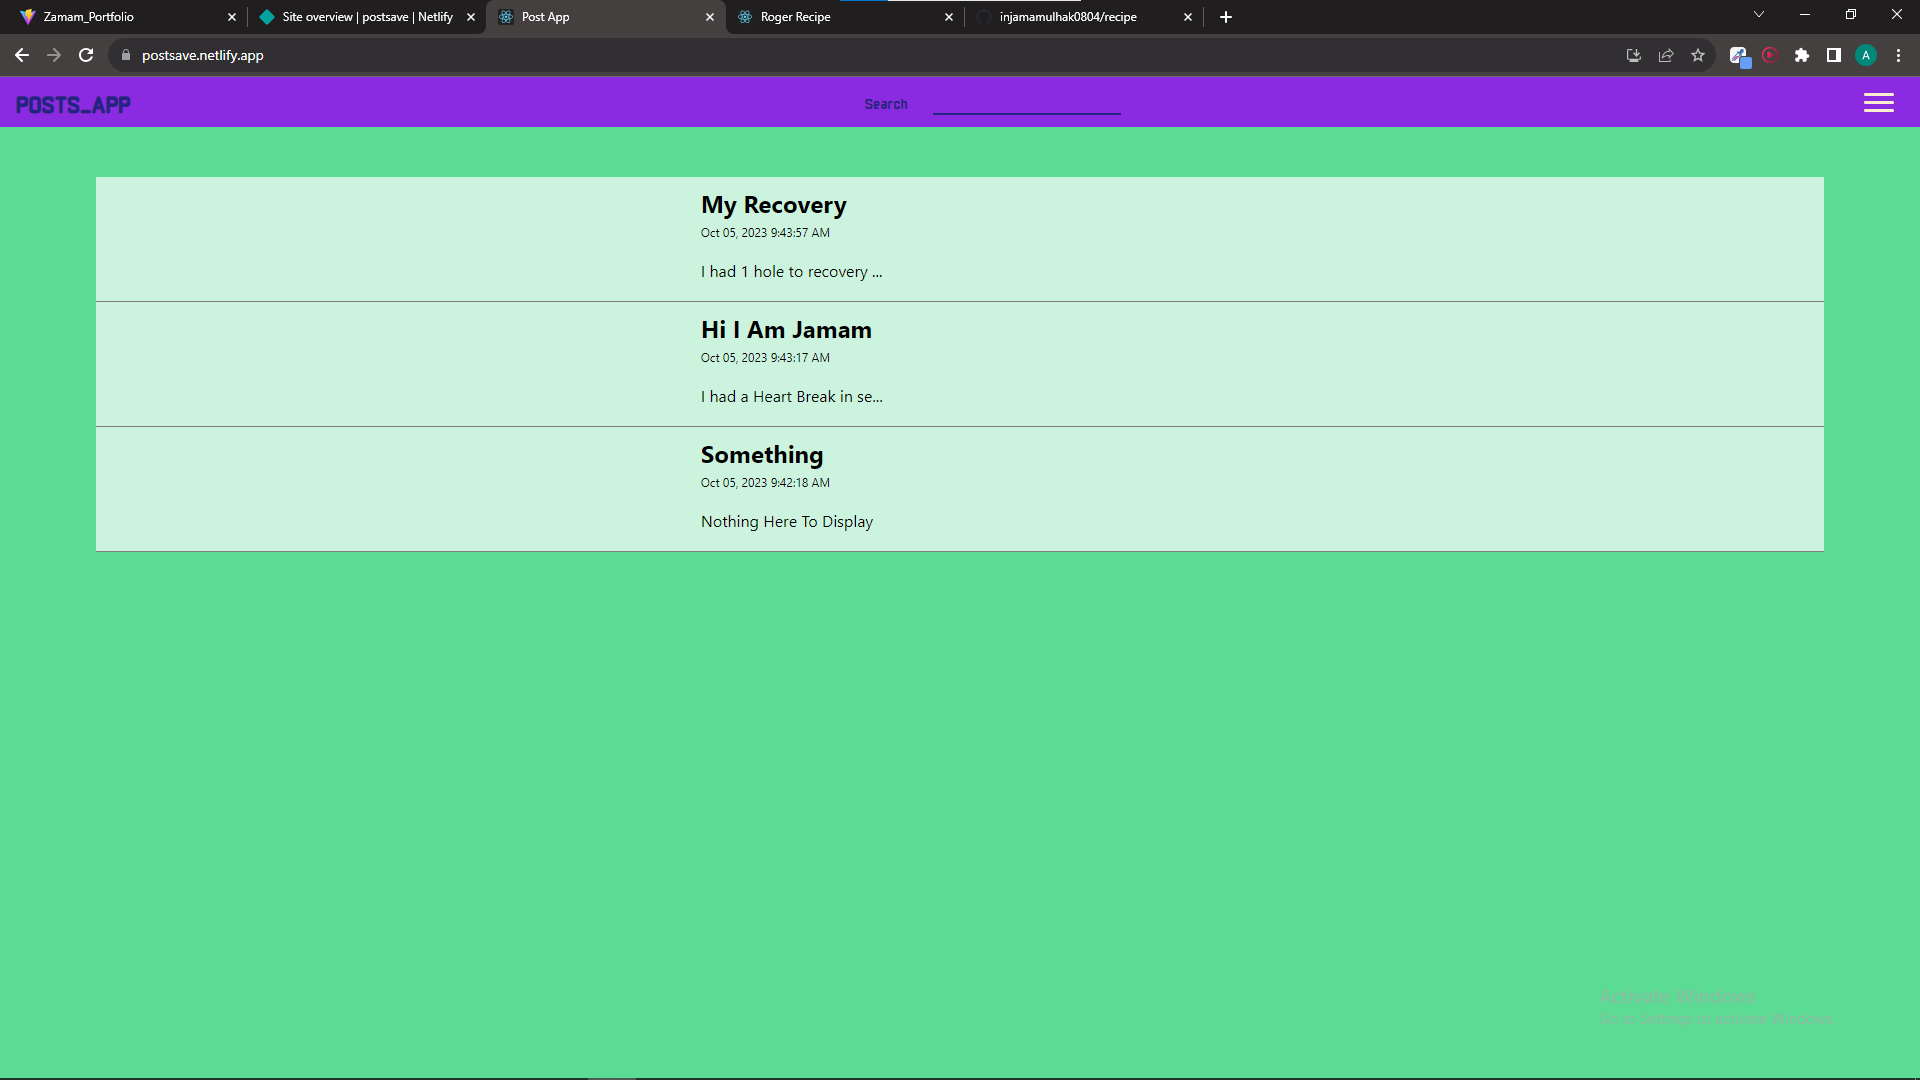 Zamam_Portfolio
Site overview | postsave | Netlify
Post App
Roger Recipe
injamamulhak0804/recipe
postsave.netlify.app
A
POSTS_APP
Search
My Recovery
Oct 05, 2023 9:43:57 AM
I had 1 hole to recovery ...
Hi I Am Jamam
Oct 05, 2023 9:43:17 AM
I had a Heart Break in se...
Something
Oct 05, 2023 9:42:18 AM
Nothing Here To Display
Activate Windows
Go to Settings to activate Windows.